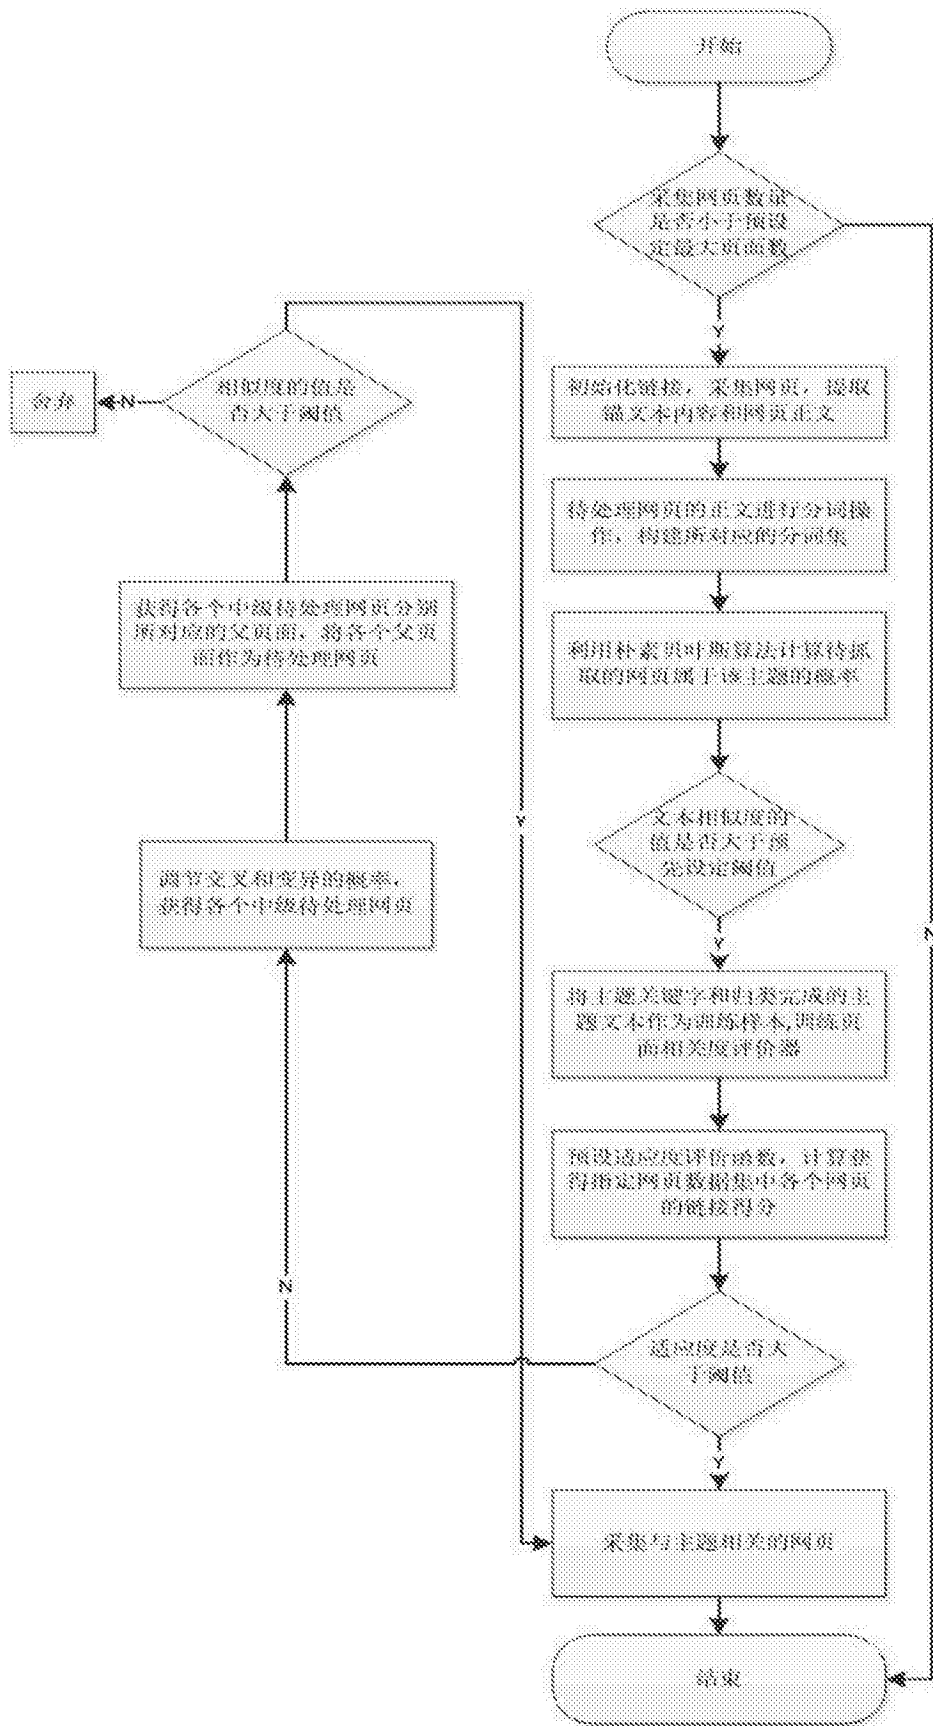 开始
采集网页数量
是否小于预设
定最大页面数
Y
初始化链接，采集网页，提取
锚文本内容和网页正文
待处理网页的正文进行分词操
作，构建所对应的分词集
利用朴素贝叶斯算法计算待抓
取的网页属于该主题的概率
文本相似度的
值是否大于预
先设定阈值
Y
将主题关键字和归类完成的主
题文本作为训练样本,训练页
面相关度评价器
预设适应度评价函数，计算获
得指定网页数据集中各个网页
的链接得分
适应度是否大
于阈值
Y
采集与主题相关的网页
结束
N
N
调节交叉和变异的概率，
获得各个中级待处理网页
获得各个中级待处理网页分别
所对应的父页面，将各个父页
面作为待处理网页
相似度的值是
否大于阈值
N
舍弃
Y